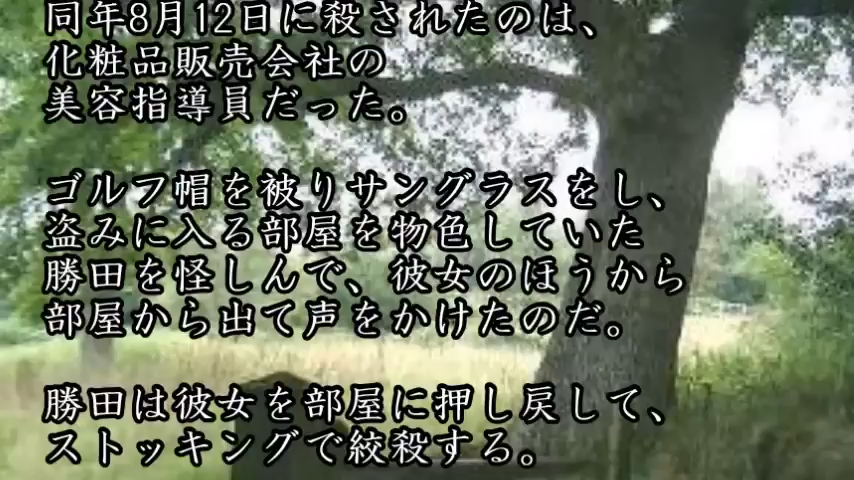 同年8月12日に殺されたのは、
化粧品販売会社の
美容指導員だった。
ゴルフ帽を被りサングラスをし、
盗みに入る部屋を物色していた
勝田を怪しんで、彼女のほうから
部屋から出て声をかけたのだ。
勝田は彼女を部屋に押し戻して、
ストッキングで絞殺する。